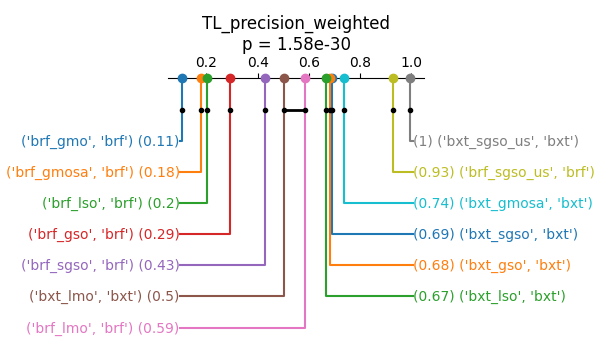 TL_precision_weighted
p = 1.58e-30
0.2 0.4 0.6 0.8 1.0
('brf_gmo', 'brf') (0.11)
('brf_gmosa', 'brf') (0.18)
('brf_lso', 'brf') (0.2)
('brf_gso', 'brf') (0.29)
('brf_sgso', 'brf') (0.43)
('bxt_lmo', 'bxt') (0.5)
('brf_lmo', 'brf') (0.59)
(1) ('bxt_sgso_us', 'bxt')
(0.93) ('brf_sgso_us', 'brf')
(0.74) ('bxt_gmosa', 'bxt')
(0.69) ('bxt_sgso', 'bxt')
(0.68) ('bxt_gso', 'bxt')
(0.67) ('bxt_lso', 'bxt')